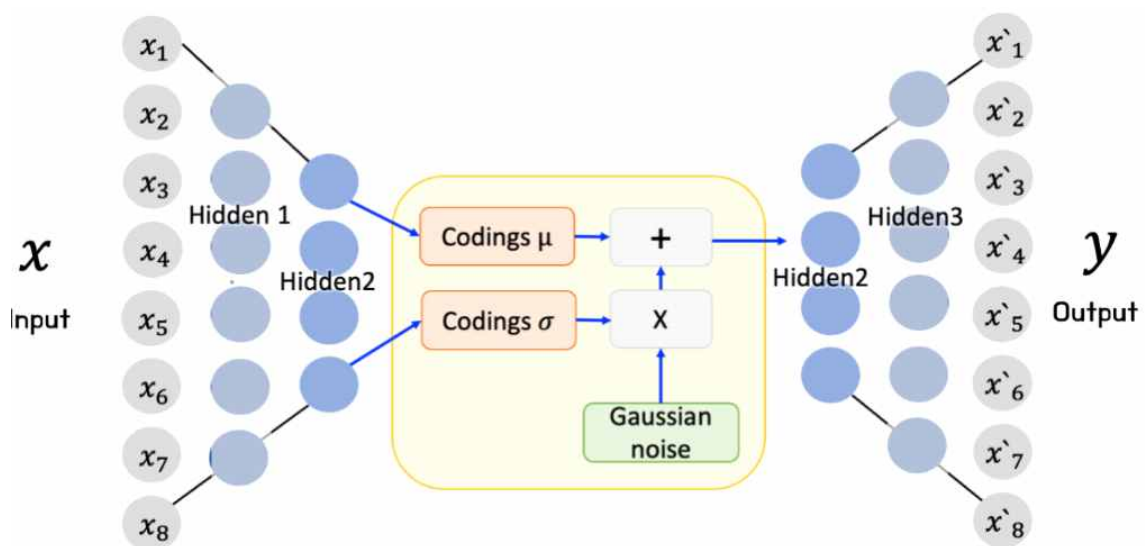 x₁
x₂
x₃
x₄
x₅
x₆
x₇
x₈
x
Input
Hidden 1
Hidden2
Codings μ
+
Codings σ
X
Gaussian
noise
Hidden2
Hidden3
x`₁
x`₂
x`₃
x`₄
x`₅
x`₆
x`₇
x`₈
y
Output